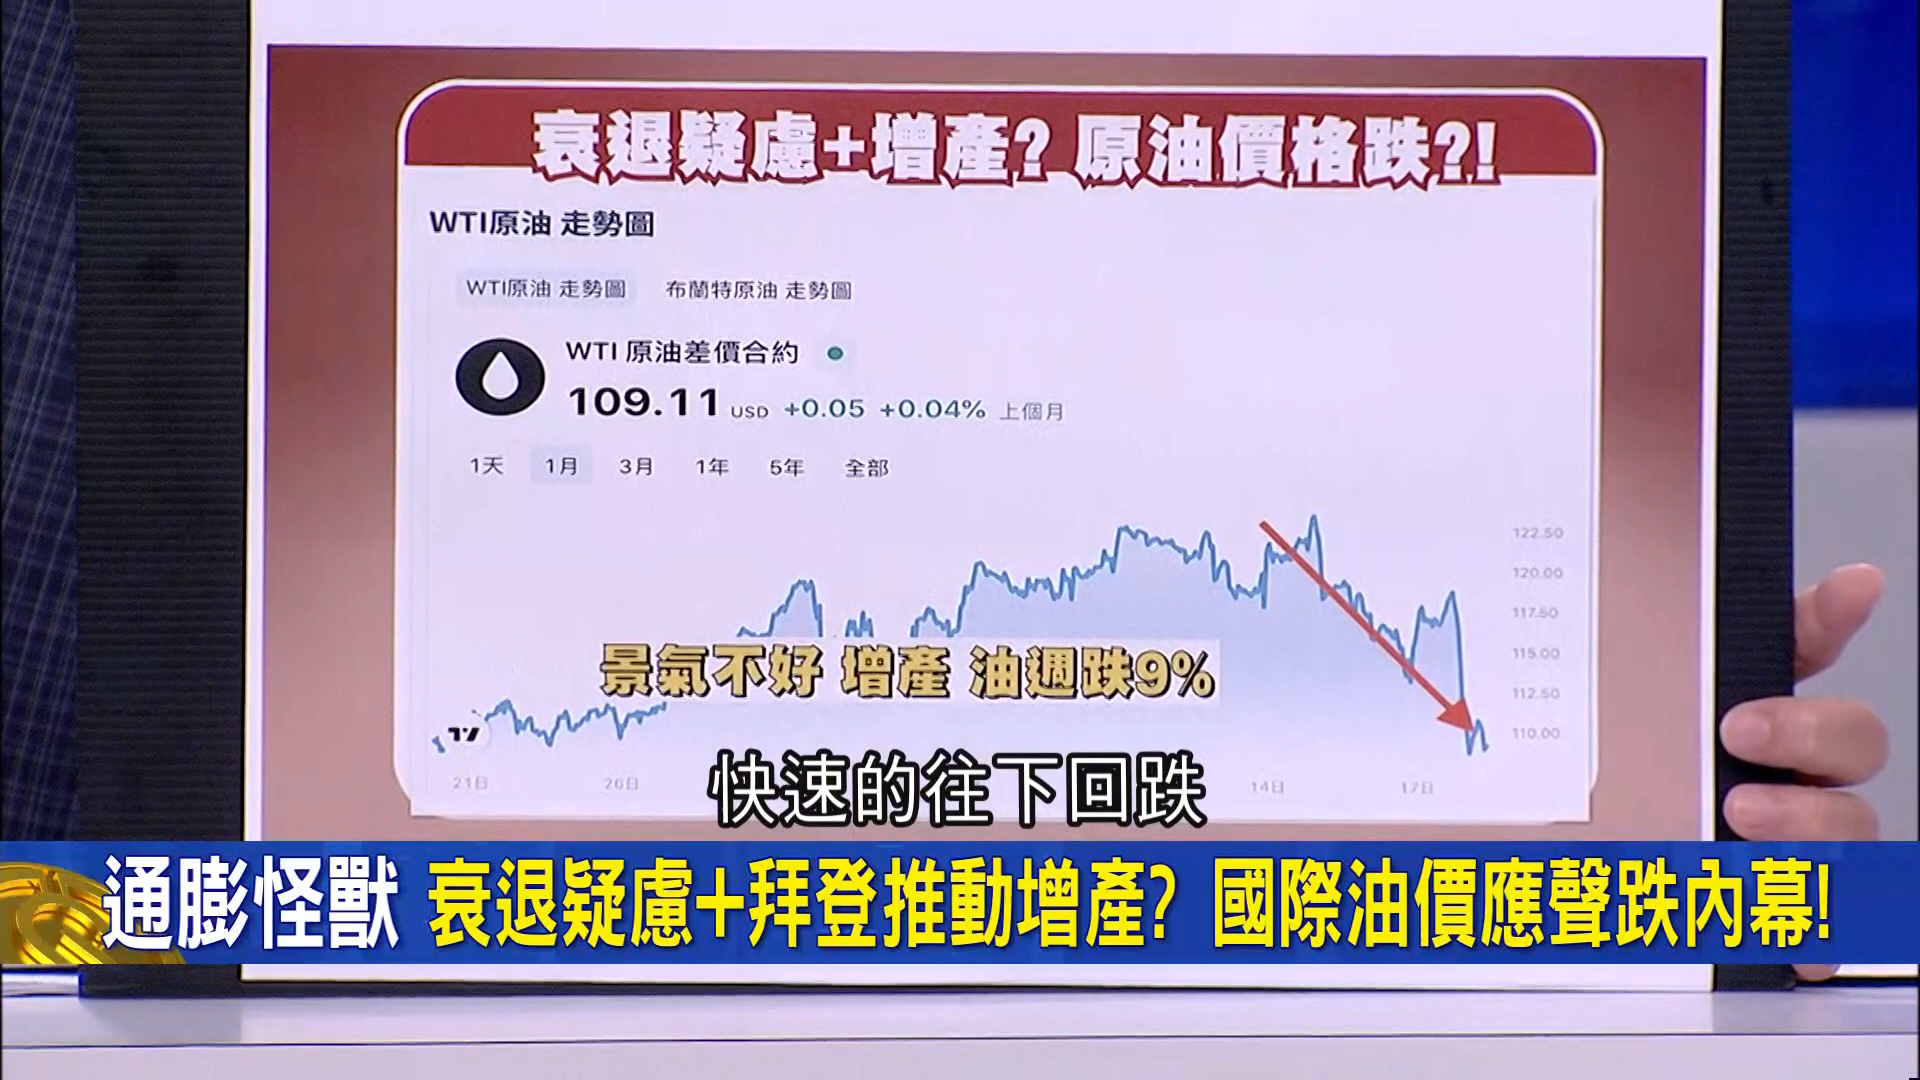 衰退疑慮+增產? 原油價格跌?!
WTI原油 走勢圖
WTI原油 走勢圖 布蘭特原油 走勢圖
WTI 原油差價合約
109.11 USD +0.05 +0.04% 上個月
1天 1月 3月 1年 5年 全部
122.50
120.00
117.50
115.00
112.50
110.00
景氣不好 增產 油週跌9%
21日 26日 14日 17日
快速的往下回跌
通膨怪獸 衰退疑慮+拜登推動增產? 國際油價應聲跌內幕!